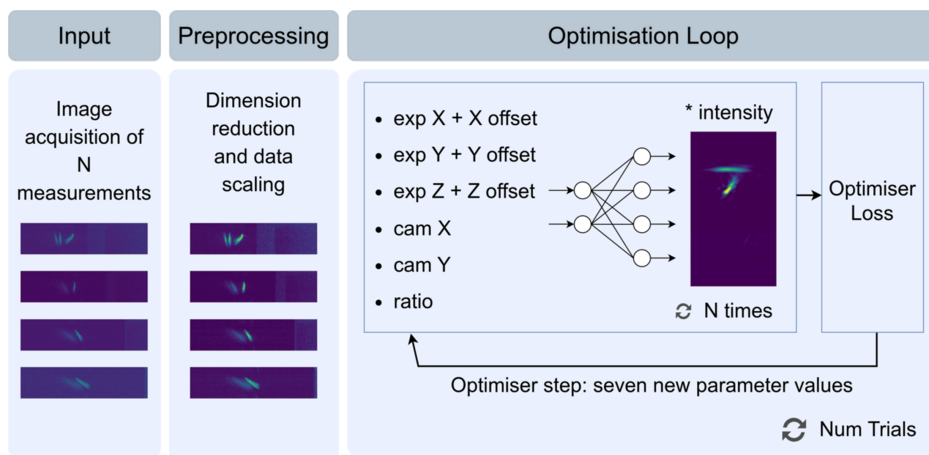 Input
Preprocessing
Optimisation Loop
Image
acquisition of
N
measurements
Dimension
reduction
and data
scaling
exp X + X offset
exp Y + Y offset
exp Z + Z offset
cam X
cam Y
ratio
* intensity
N times
Optimiser
Loss
Optimiser step: seven new parameter values
Num Trials